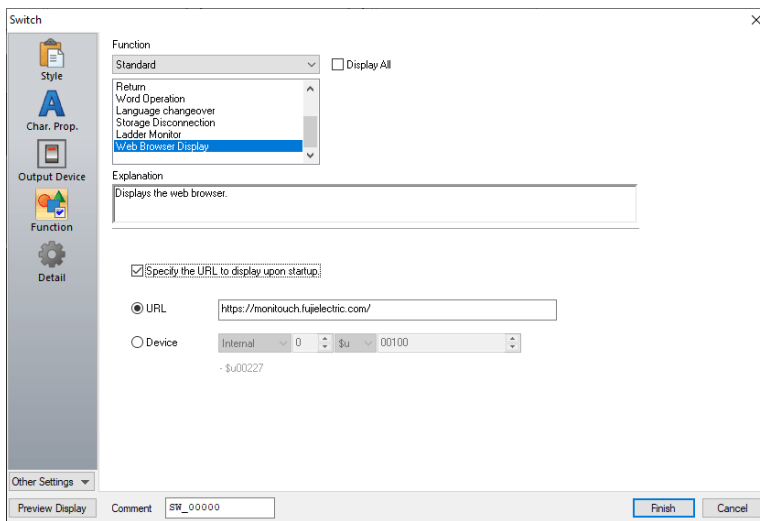 Switch
Style
Char. Prop.
Output Device
Function
Detail
Other Settings
Function
Standard
Display All
Return
Word Operation
Language changeover
Storage Disconnection
Ladder Monitor
Web Browser Display
Explanation
Displays the web browser.
Specify the URL to display upon startup.
URL
https://monitouch.fujielectric.com/
Device
Internal 0 $u 00100
- $u00227
Preview Display
Comment
SW_00000
Finish
Cancel